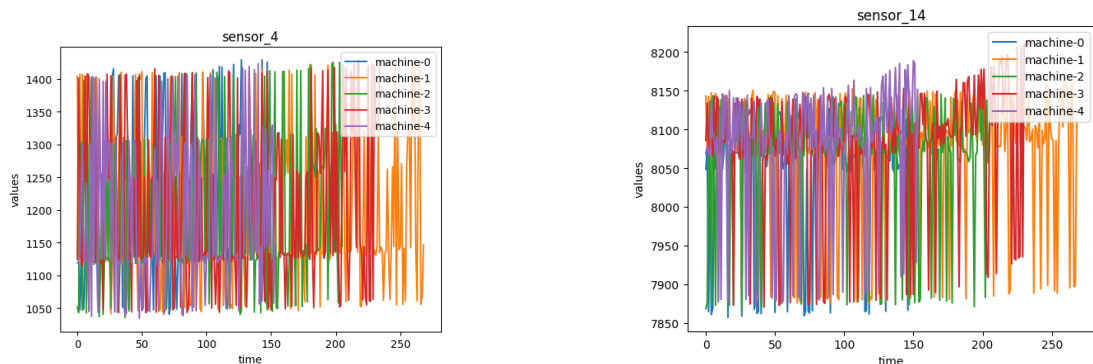 sensor_4
1400
1350
1300
1250
1200
1150
1100
1050
values
0 50 100 150 200 250
time
machine-0
machine-1
machine-2
machine-3
machine-4
sensor_14
8200
8150
8100
8050
8000
7950
7900
7850
values
0 50 100 150 200 250
time
machine-0
machine-1
machine-2
machine-3
machine-4